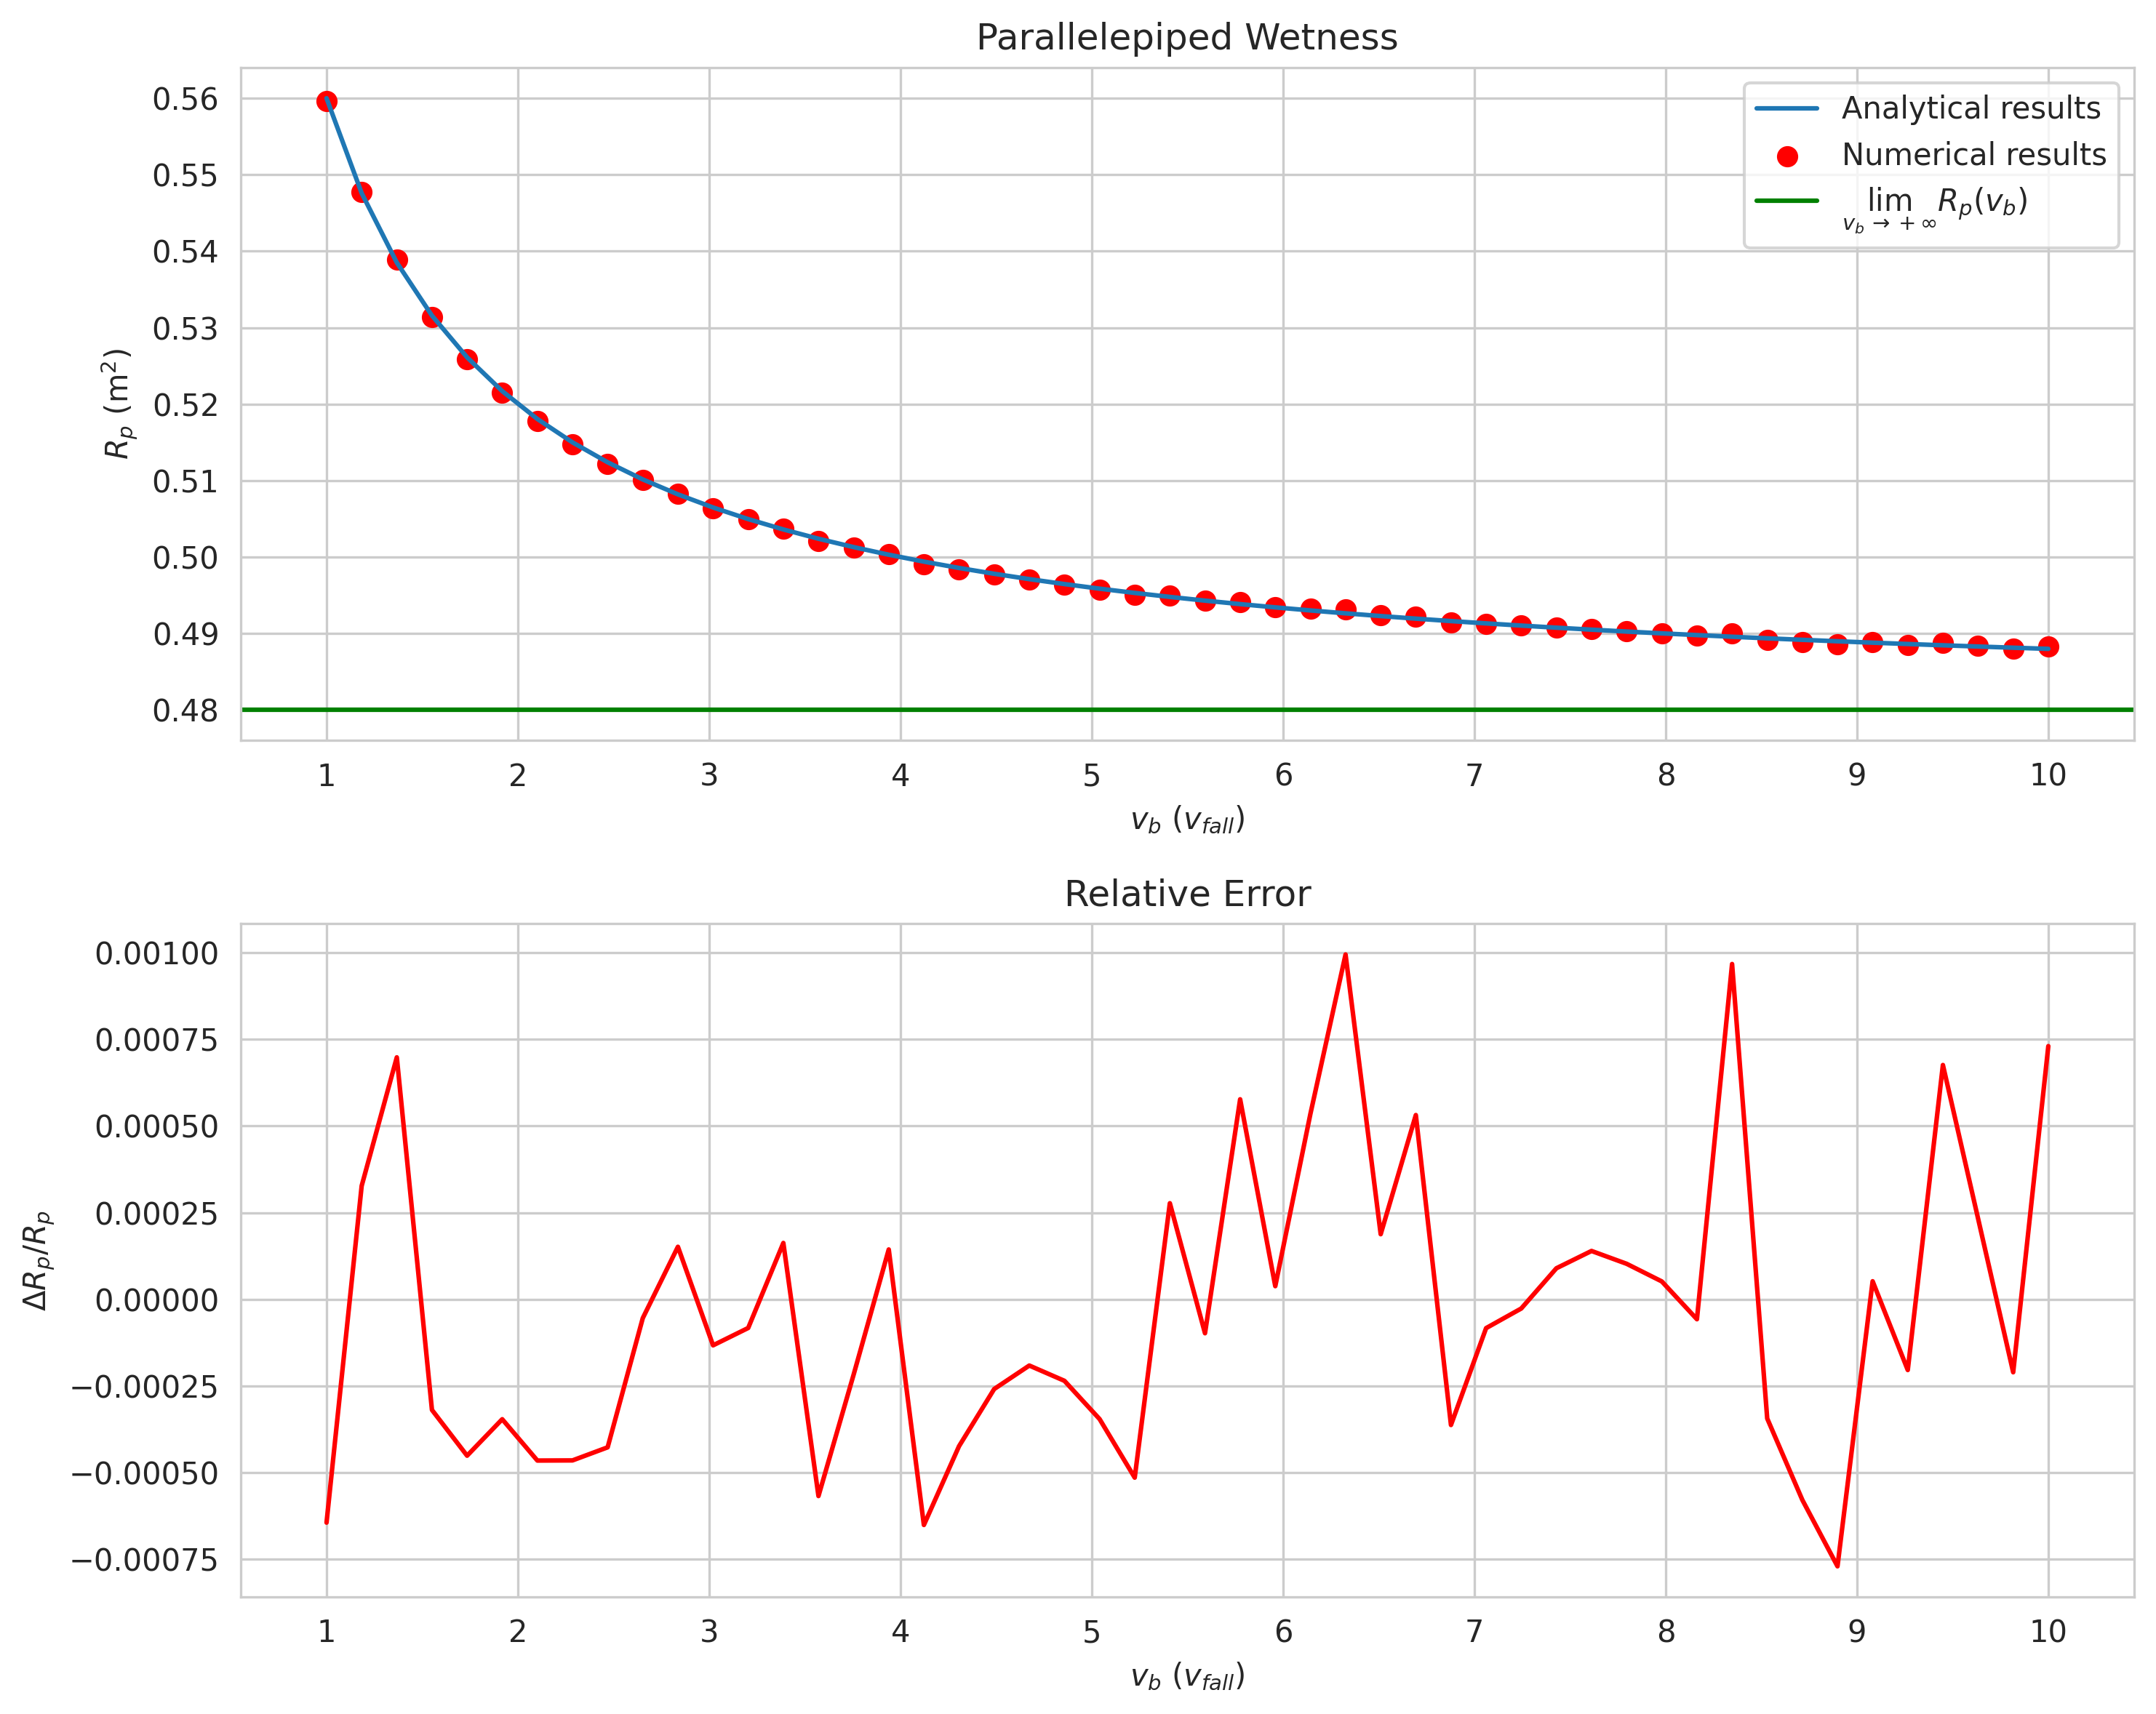 Parallelepiped Wetness
0.56
0.55
0.54
0.53
0.52
0.51
0.50
0.49
0.48
R_p (m²)
Analytical results
Numerical results
lim R_p(v_b)
v_b → +∞
1 2 3 4 5 6 7 8 9 10
v_b (v_fall)
Relative Error
0.00100
0.00075
0.00050
0.00025
0.00000
−0.00025
−0.00050
−0.00075
ΔR_p/R_p
1 2 3 4 5 6 7 8 9 10
v_b (v_fall)